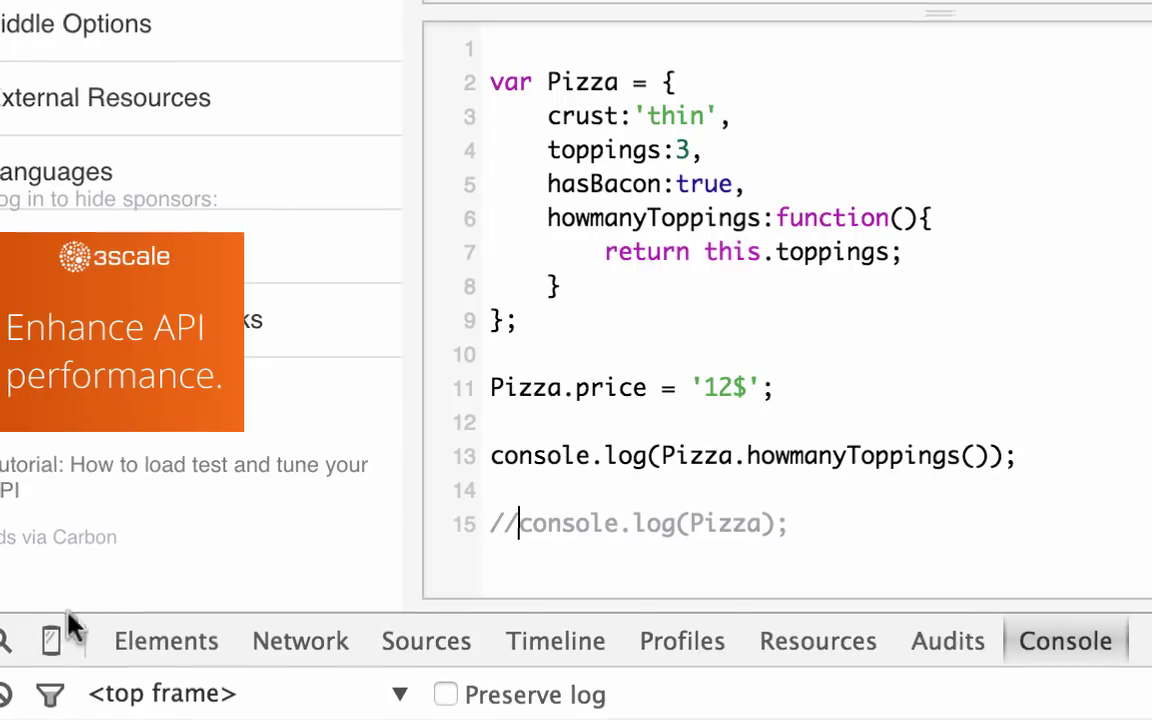 iddle Options
xternal Resources
anguages
og in to hide sponsors:
3scale
Enhance API
performance.
ks
utorial: How to load test and tune your
PI
ds via Carbon
1
2 var Pizza = {
3 crust:'thin',
4 toppings:3,
5 hasBacon:true,
6 howmanyToppings:function(){
7 return this.toppings;
8 }
9 };
10
11 Pizza.price = '12$';
12
13 console.log(Pizza.howmanyToppings());
14
15 //console.log(Pizza);
Elements Network Sources Timeline Profiles Resources Audits Console
<top frame> ▼ Preserve log